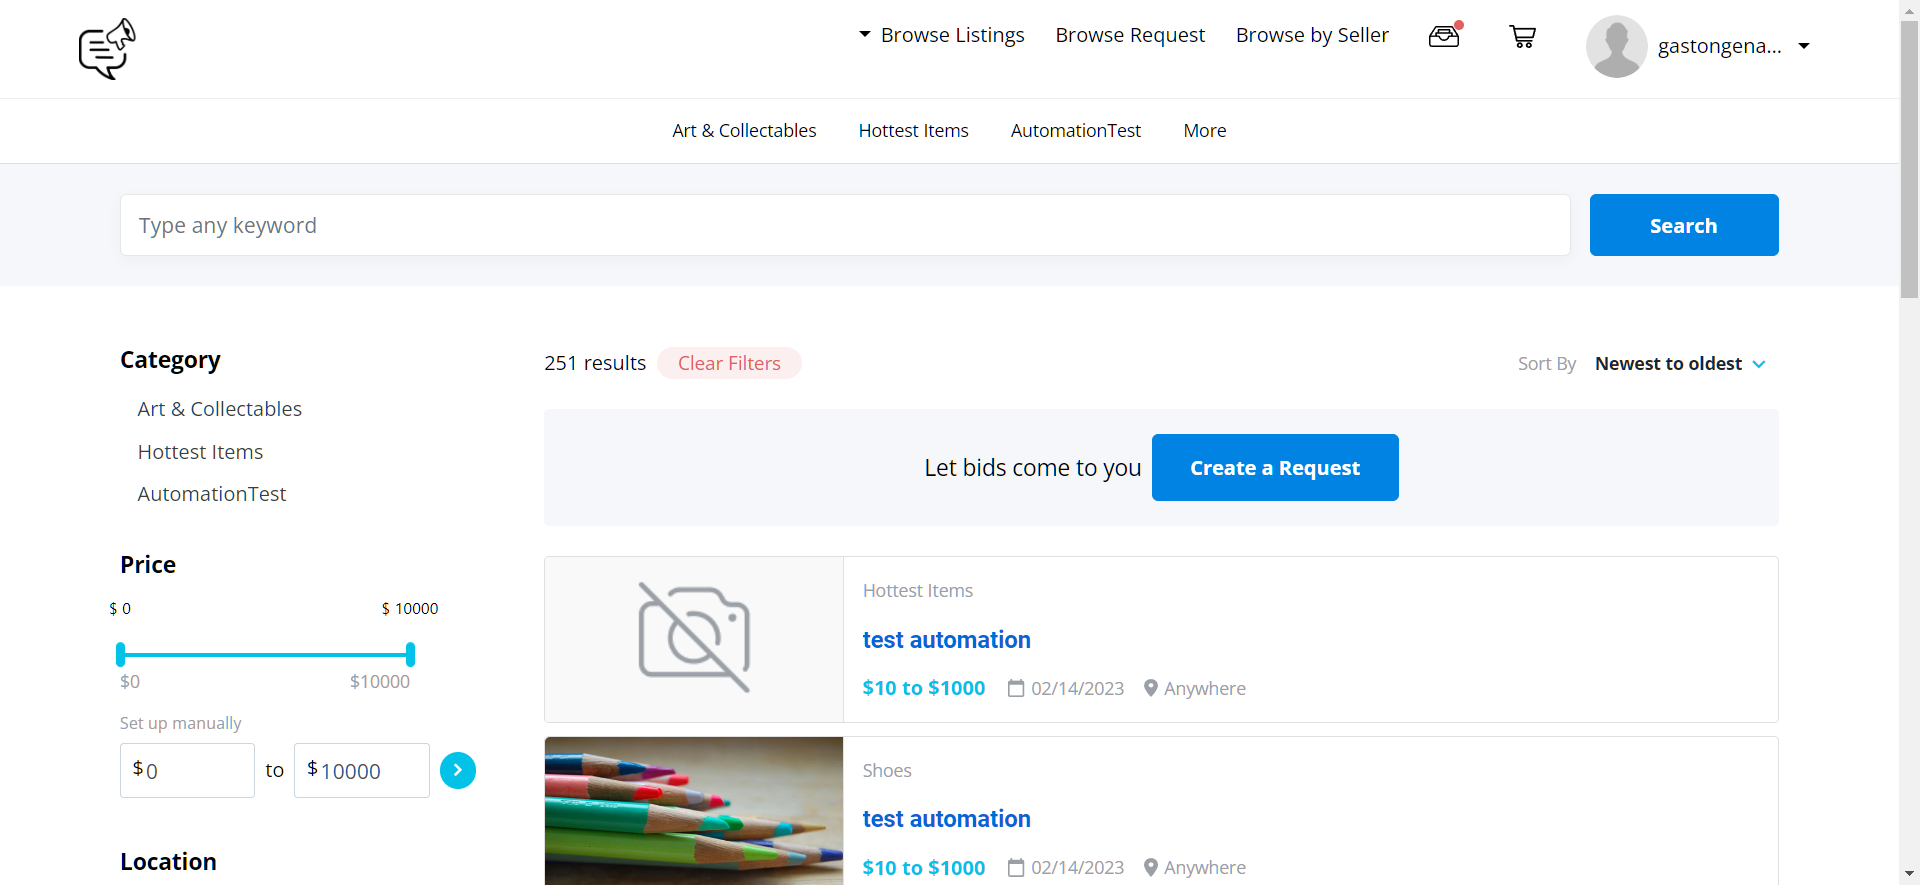 Browse Listings Browse Request Browse by Seller gastongena...
Art & Collectables Hottest Items AutomationTest More
Type any keyword Search
Category
Art & Collectables
Hottest Items
AutomationTest
Price
$ 0 $ 10000
$0 $10000
Set up manually
$ 0 to $ 10000
Location
251 results Clear Filters Sort By Newest to oldest
Let bids come to you Create a Request
Hottest Items
test automation
$10 to $1000 02/14/2023 Anywhere
Shoes
test automation
$10 to $1000 02/14/2023 Anywhere